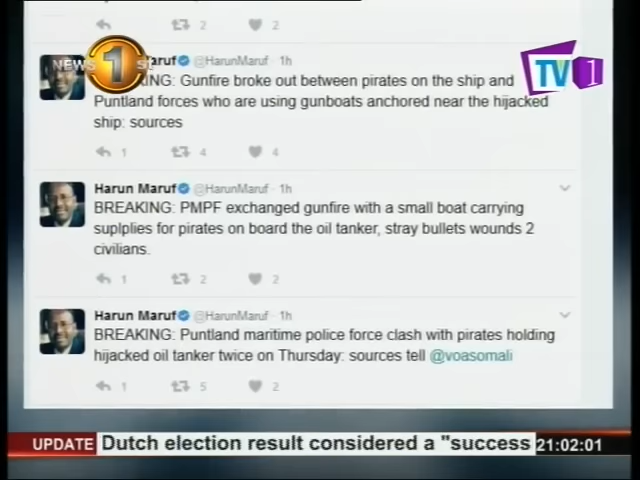 2 2
NEWS 1 ST
TV 1
Maruf @HarunMaruf · 1h
KING: Gunfire broke out between pirates on the ship and
Puntland forces who are using gunboats anchored near the hijacked
ship: sources
1 4 4
Harun Maruf @HarunMaruf · 1h
BREAKING: PMPF exchanged gunfire with a small boat carrying
suplplies for pirates on board the oil tanker, stray bullets wounds 2
civilians.
1 2 2
Harun Maruf @HarunMaruf · 1h
BREAKING: Puntland maritime police force clash with pirates holding
hijacked oil tanker twice on Thursday: sources tell @voasomali
1 5 2
UPDATE Dutch election result considered a "success 21:02:01